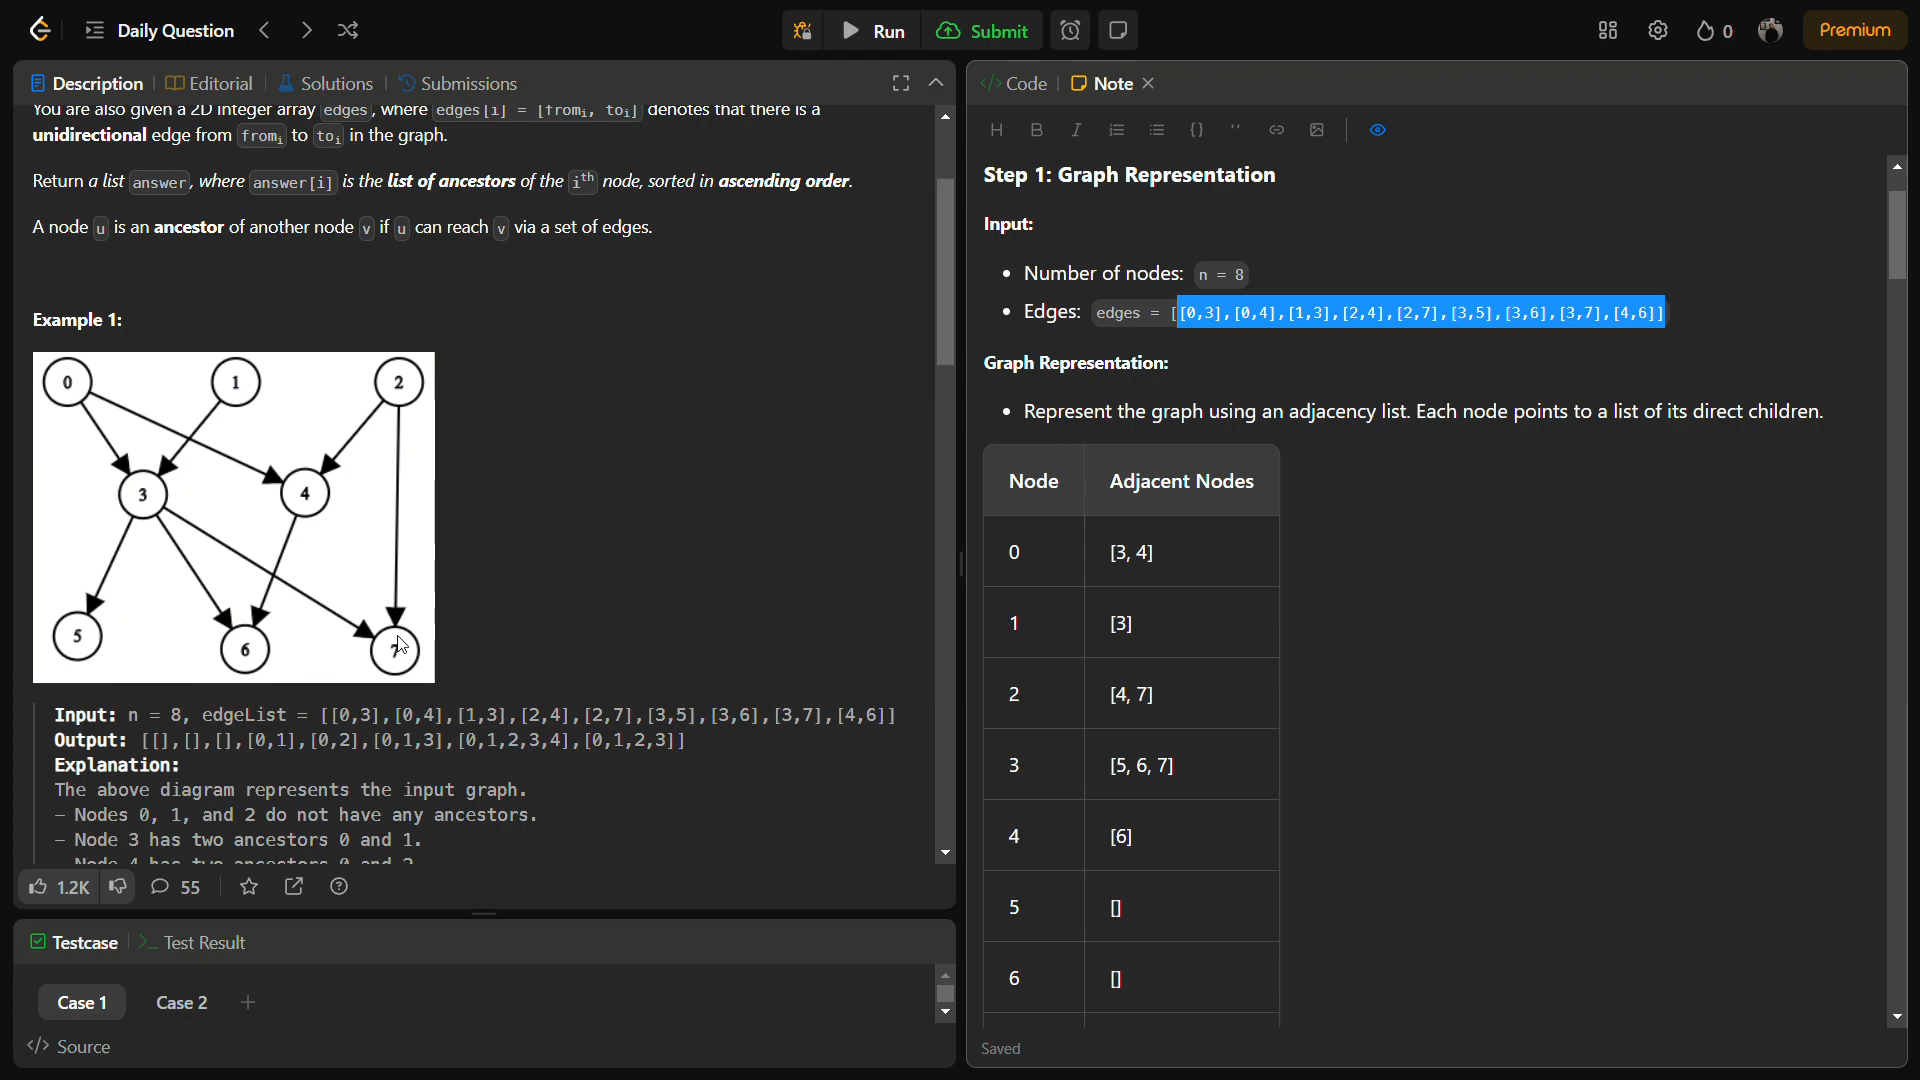 Daily Question
Run
Submit
0
Premium
Description
Editorial
Solutions
Submissions
You are also given a 2D integer array edges, where edges[i] = [fromᵢ, toᵢ] denotes that there is a
unidirectional edge from fromᵢ to toᵢ in the graph.
Return a list answer, where answer[i] is the list of ancestors of the iᵗʰ node, sorted in ascending order.
A node u is an ancestor of another node v if u can reach v via a set of edges.
Example 1:
0 1 2
3 4
5 6 7
Input: n = 8, edgeList = [[0,3],[0,4],[1,3],[2,4],[2,7],[3,5],[3,6],[3,7],[4,6]]
Output: [[],[],[],[0,1],[0,2],[0,1,3],[0,1,2,3,4],[0,1,2,3]]
Explanation:
The above diagram represents the input graph.
- Nodes 0, 1, and 2 do not have any ancestors.
- Node 3 has two ancestors 0 and 1.
- Node 4 has two ancestors 0 and 2
1.2K
55
Testcase
Test Result
Case 1
Case 2
Source
Code
Note
Step 1: Graph Representation
Input:
• Number of nodes: n = 8
• Edges: edges = [[0,3],[0,4],[1,3],[2,4],[2,7],[3,5],[3,6],[3,7],[4,6]]
Graph Representation:
• Represent the graph using an adjacency list. Each node points to a list of its direct children.
Node Adjacent Nodes
0 [3, 4]
1 [3]
2 [4, 7]
3 [5, 6, 7]
4 [6]
5 []
6 []
Saved